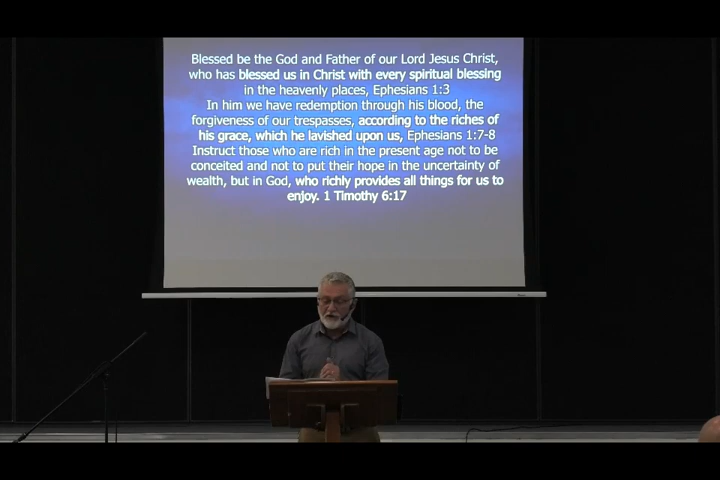 Blessed be the God and Father of our Lord Jesus Christ,
who has blessed us in Christ with every spiritual blessing
in the heavenly places, Ephesians 1:3
In him we have redemption through his blood, the
forgiveness of our trespasses, according to the riches of
his grace, which he lavished upon us, Ephesians 1:7-8
Instruct those who are rich in the present age not to be
conceited and not to put their hope in the uncertainty of
wealth, but in God, who richly provides all things for us to
enjoy. 1 Timothy 6:17